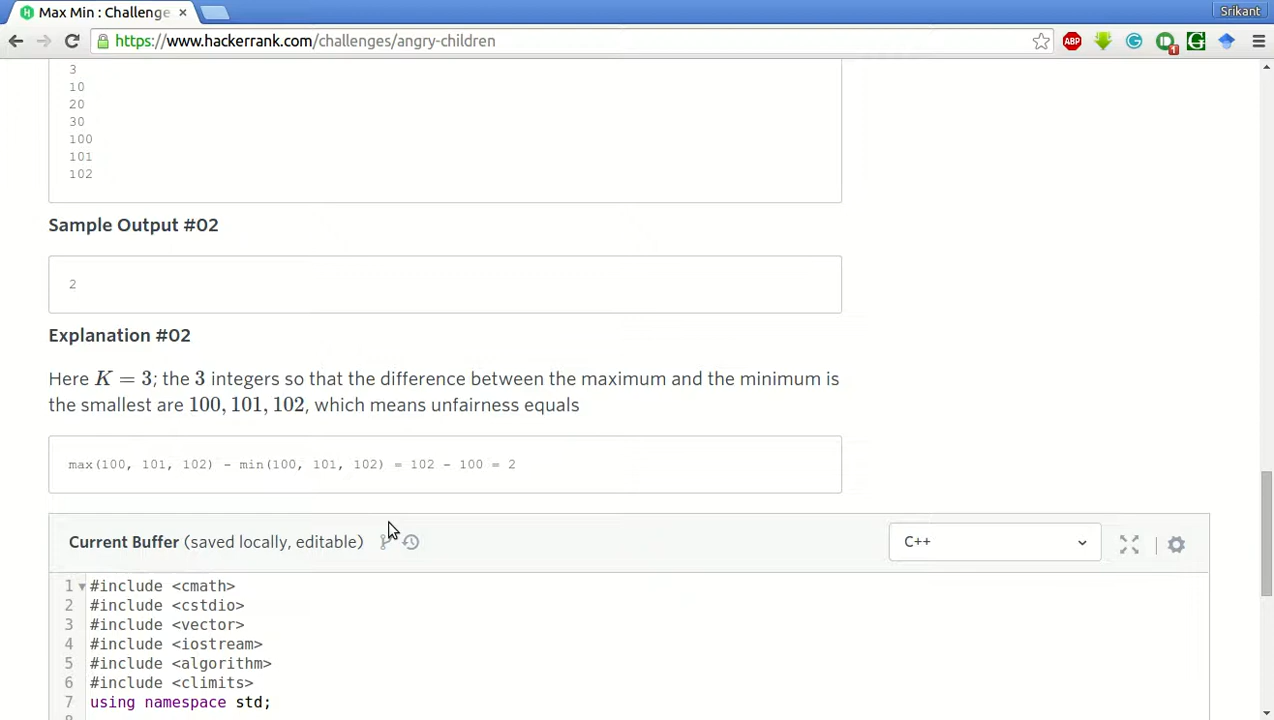 Max Min : Challenge
Srikant
https://www.hackerrank.com/challenges/angry-children
ABP
1
3
10
20
30
100
101
102
Sample Output #02
2
Explanation #02
Here K = 3; the 3 integers so that the difference between the maximum and the minimum is
the smallest are 100, 101, 102, which means unfairness equals
max(100, 101, 102) - min(100, 101, 102) = 102 - 100 = 2
Current Buffer (saved locally, editable)
C++
1 #include <cmath>
2 #include <cstdio>
3 #include <vector>
4 #include <iostream>
5 #include <algorithm>
6 #include <climits>
7 using namespace std;